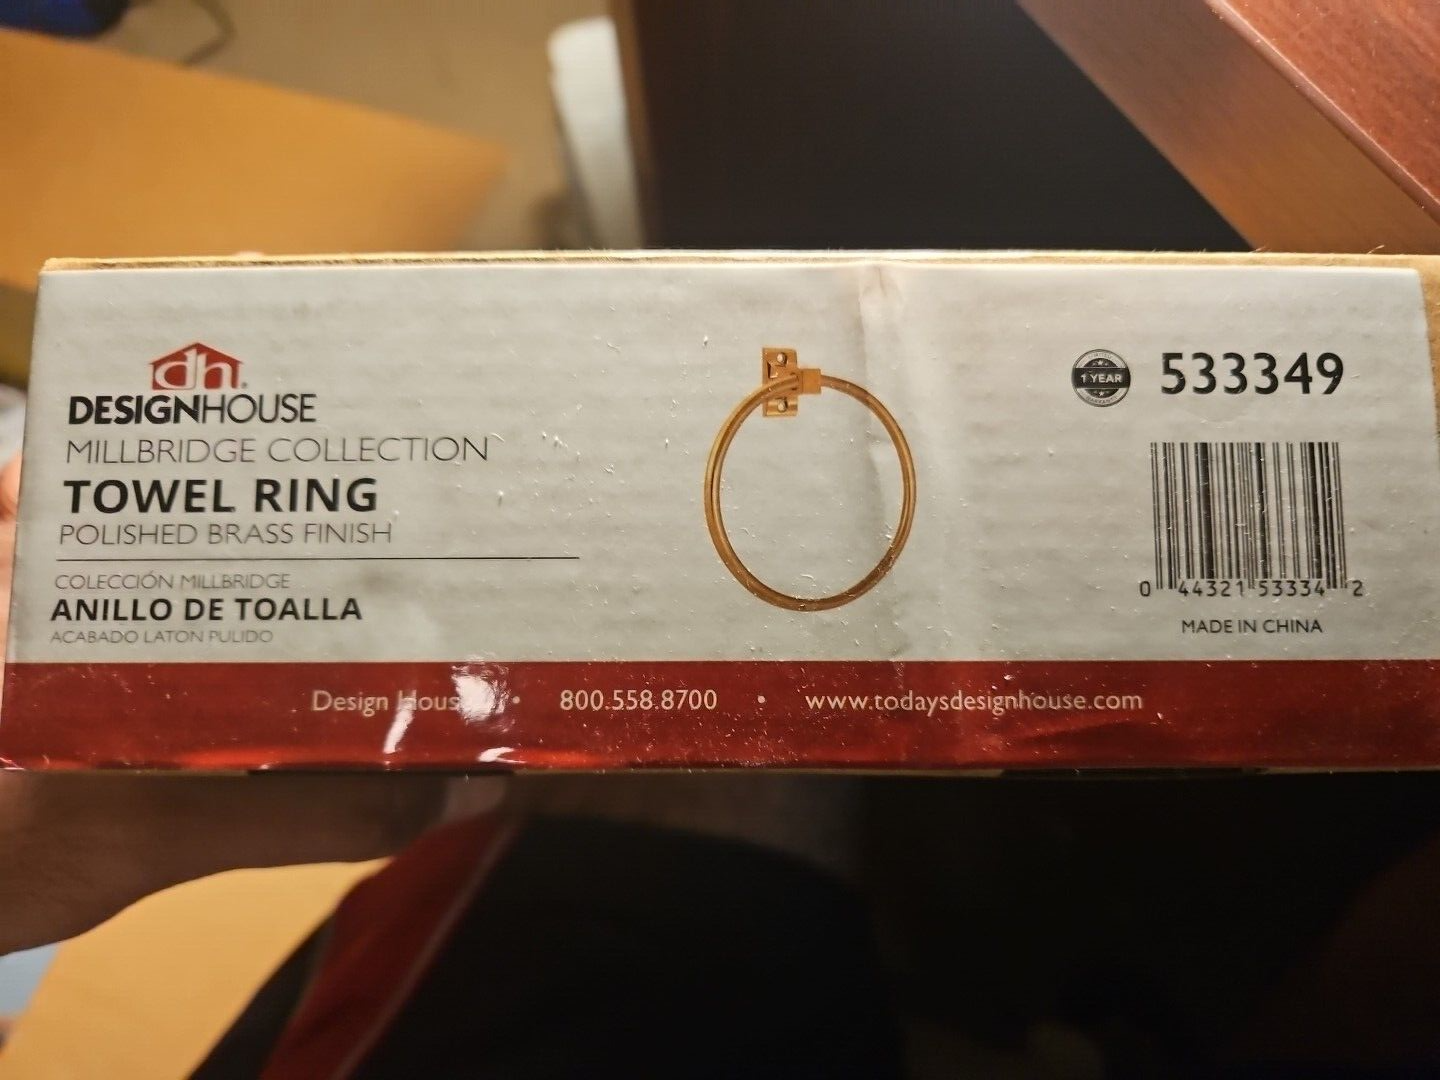 dh
DESIGNHOUSE
MILLBRIDGE COLLECTION
TOWEL RING
POLISHED BRASS FINISH
COLECCIÓN MILLBRIDGE
ANILLO DE TOALLA
ACABADO LATON PULIDO
1 YEAR
533349
0 44321 53334 2
MADE IN CHINA
Design House • 800.558.8700 • www.todaysdesignhouse.com